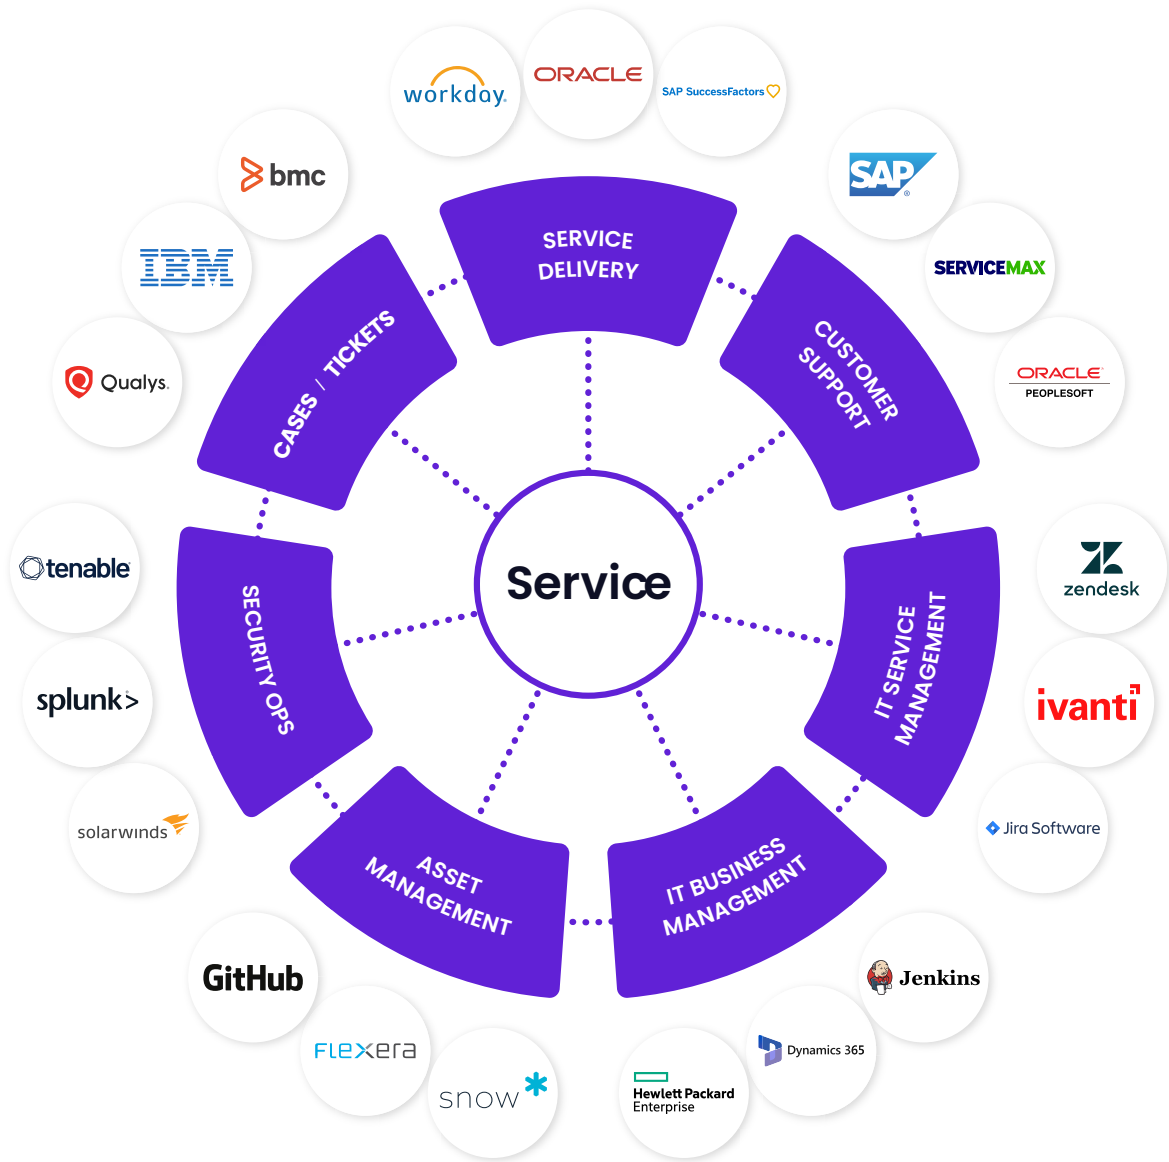 workday.
ORACLE
SAP SuccessFactors
bmc
SAP
®
IBM
SERVICEMAX
Qualys.
ORACLE
PEOPLESOFT
SERVICE
DELIVERY
CUSTOMER
SUPPORT
CASES / TICKETS
tenable
zendesk
Service
SECURITY OPS
IT SERVICE
MANAGEMENT
splunk>
ivanti
solarwinds
Jira Software
ASSET
MANAGEMENT
IT BUSINESS
MANAGEMENT
GitHub
Jenkins
FLEXERA
Dynamics 365
snow
Hewlett Packard
Enterprise